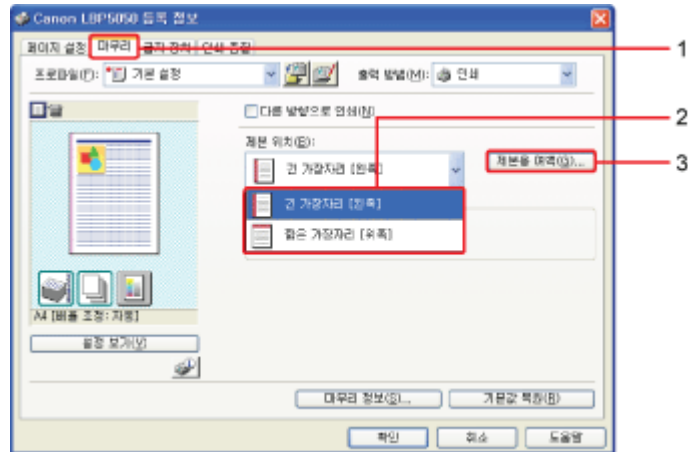 Canon LBP5050 등록 정보
페이지 설정 마무리 급지 장치 인쇄 품질
1
프로파일(F): 기본 설정 출력 방법(M): 인쇄
다른 방향으로 인쇄(N)
2
제본 위치(E):
긴 가장자리 [왼쪽] 제본용 여백(G)... 3
긴 가장자리 [왼쪽]
짧은 가장자리 [위쪽]
A4 [배율 조정: 자동]
설정 보기(V)
마무리 정보(S)... 기본값 복원(R)
확인 취소 도움말